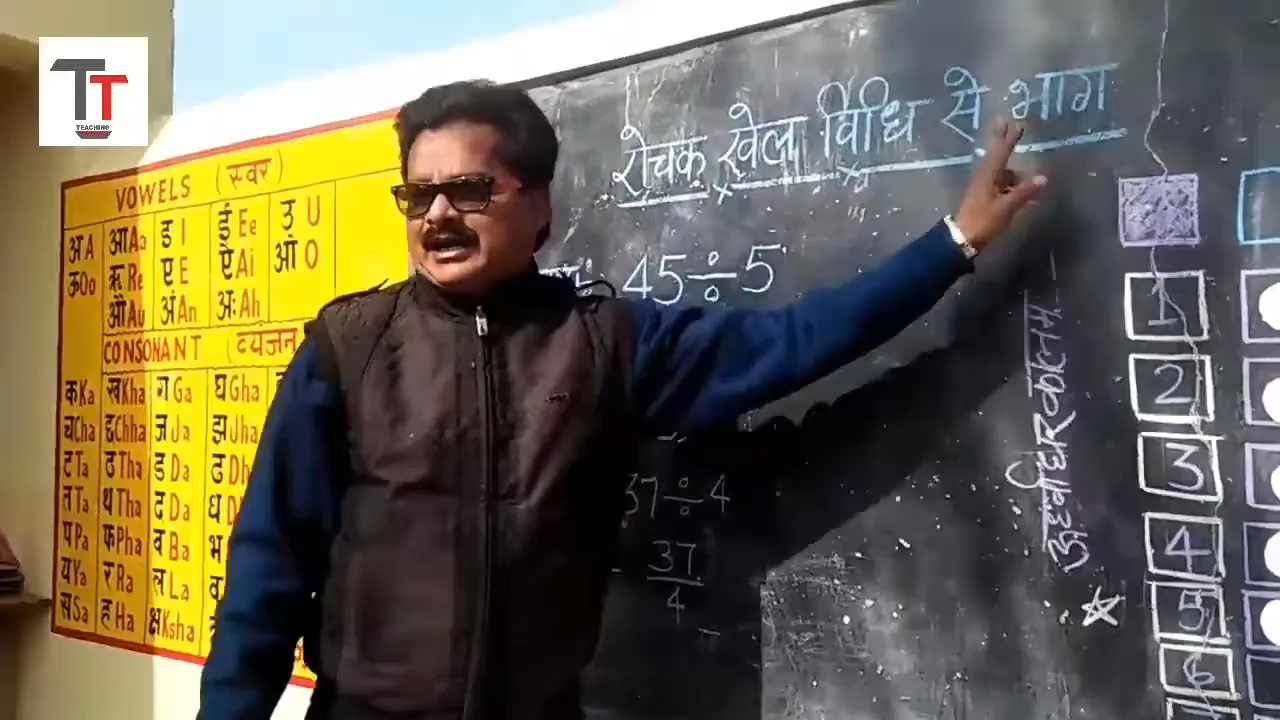 TT
TEACHING
रोचक खेल विधि से भाग
VOWELS (स्वर)
अ A आ Aa इ I ई Ee उ U
ऊ Oo ऋ Re ए E ऐ Ai ओ O
औ Au अं An अः Ah
CONSONANT (व्यंजन
क Ka ख Kha ग Ga घ Gha
च Cha छ Chha ज Ja झ Jha
ट Ta ठ Tha ड Da ढ Dh
त Ta थ Tha द Da ध D
प Pa फ Pha ब Ba भ
य Ya र Ra ल La व
स Sa ह Ha क्ष Ksha
45÷5
37÷4
37
4
1
2
3
4
5
6